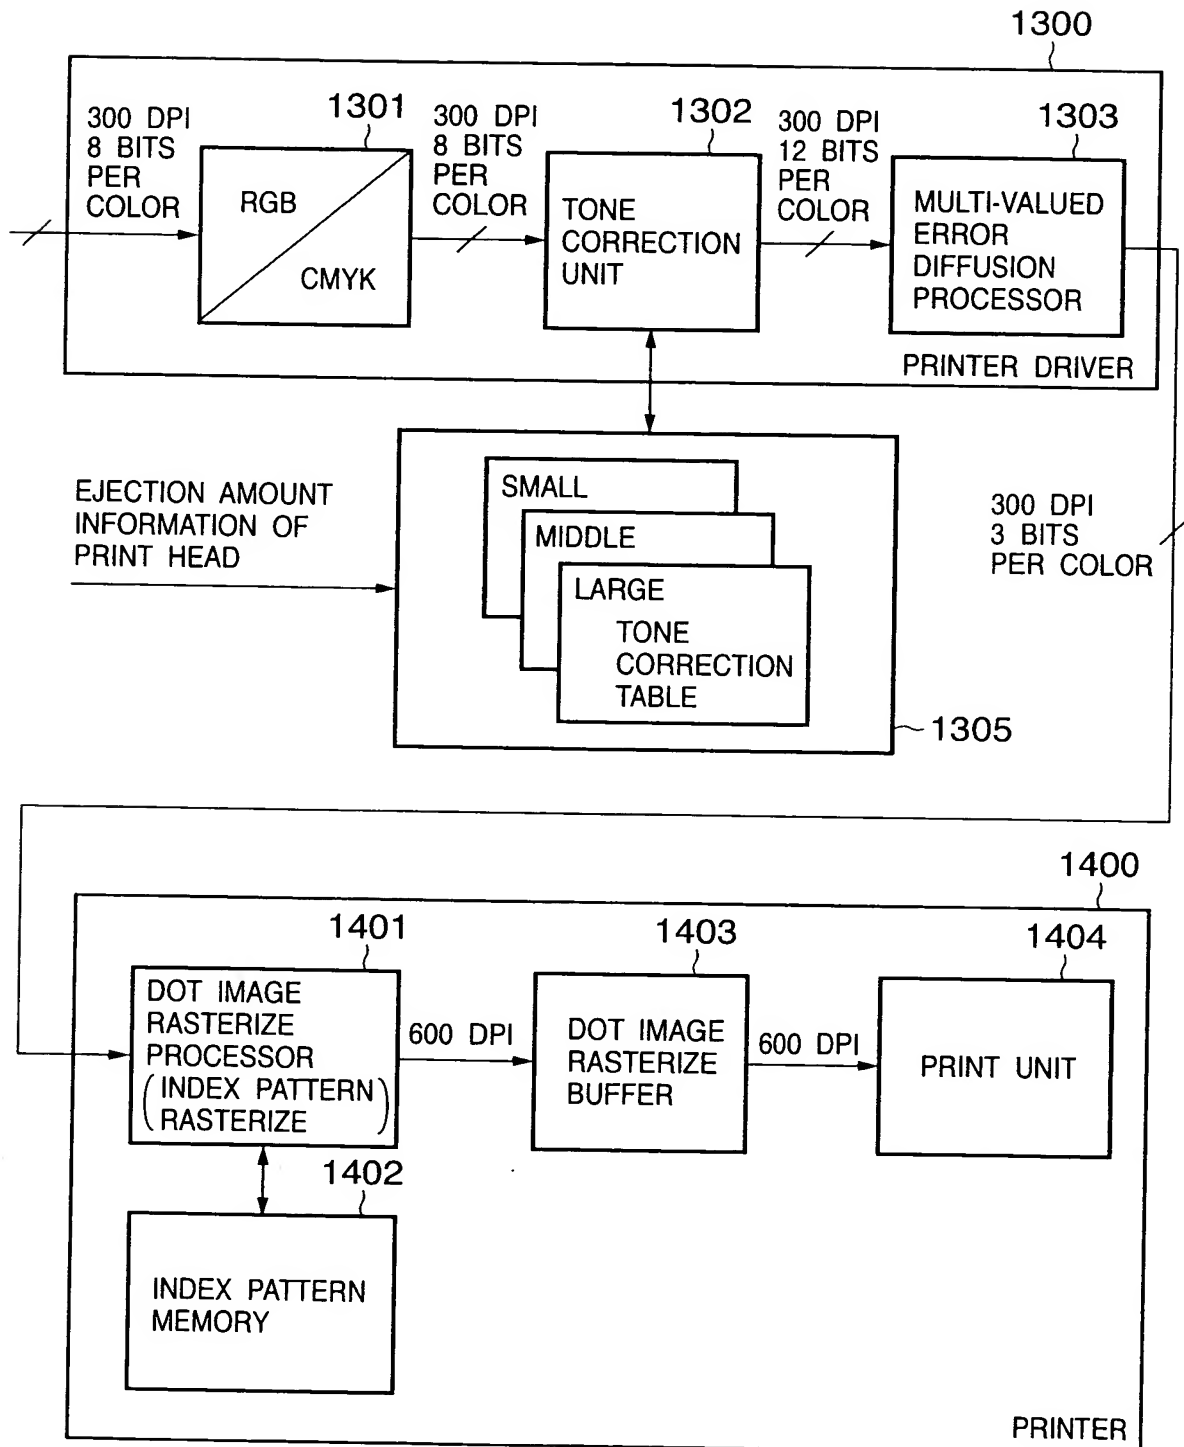 1300
300 DPI
8 BITS
PER
COLOR
1301
RGB
CMYK
300 DPI
8 BITS
PER
COLOR
1302
TONE
CORRECTION
UNIT
300 DPI
12 BITS
PER
COLOR
1303
MULTI-VALUED
ERROR
DIFFUSION
PROCESSOR
PRINTER DRIVER
EJECTION AMOUNT
INFORMATION OF
PRINT HEAD
SMALL
MIDDLE
LARGE
TONE
CORRECTION
TABLE
1305
300 DPI
3 BITS
PER COLOR
1400
1401
DOT IMAGE
RASTERIZE
PROCESSOR
(INDEX PATTERN
RASTERIZE)
600 DPI
1403
DOT IMAGE
RASTERIZE
BUFFER
600 DPI
1404
PRINT UNIT
1402
INDEX PATTERN
MEMORY
PRINTER